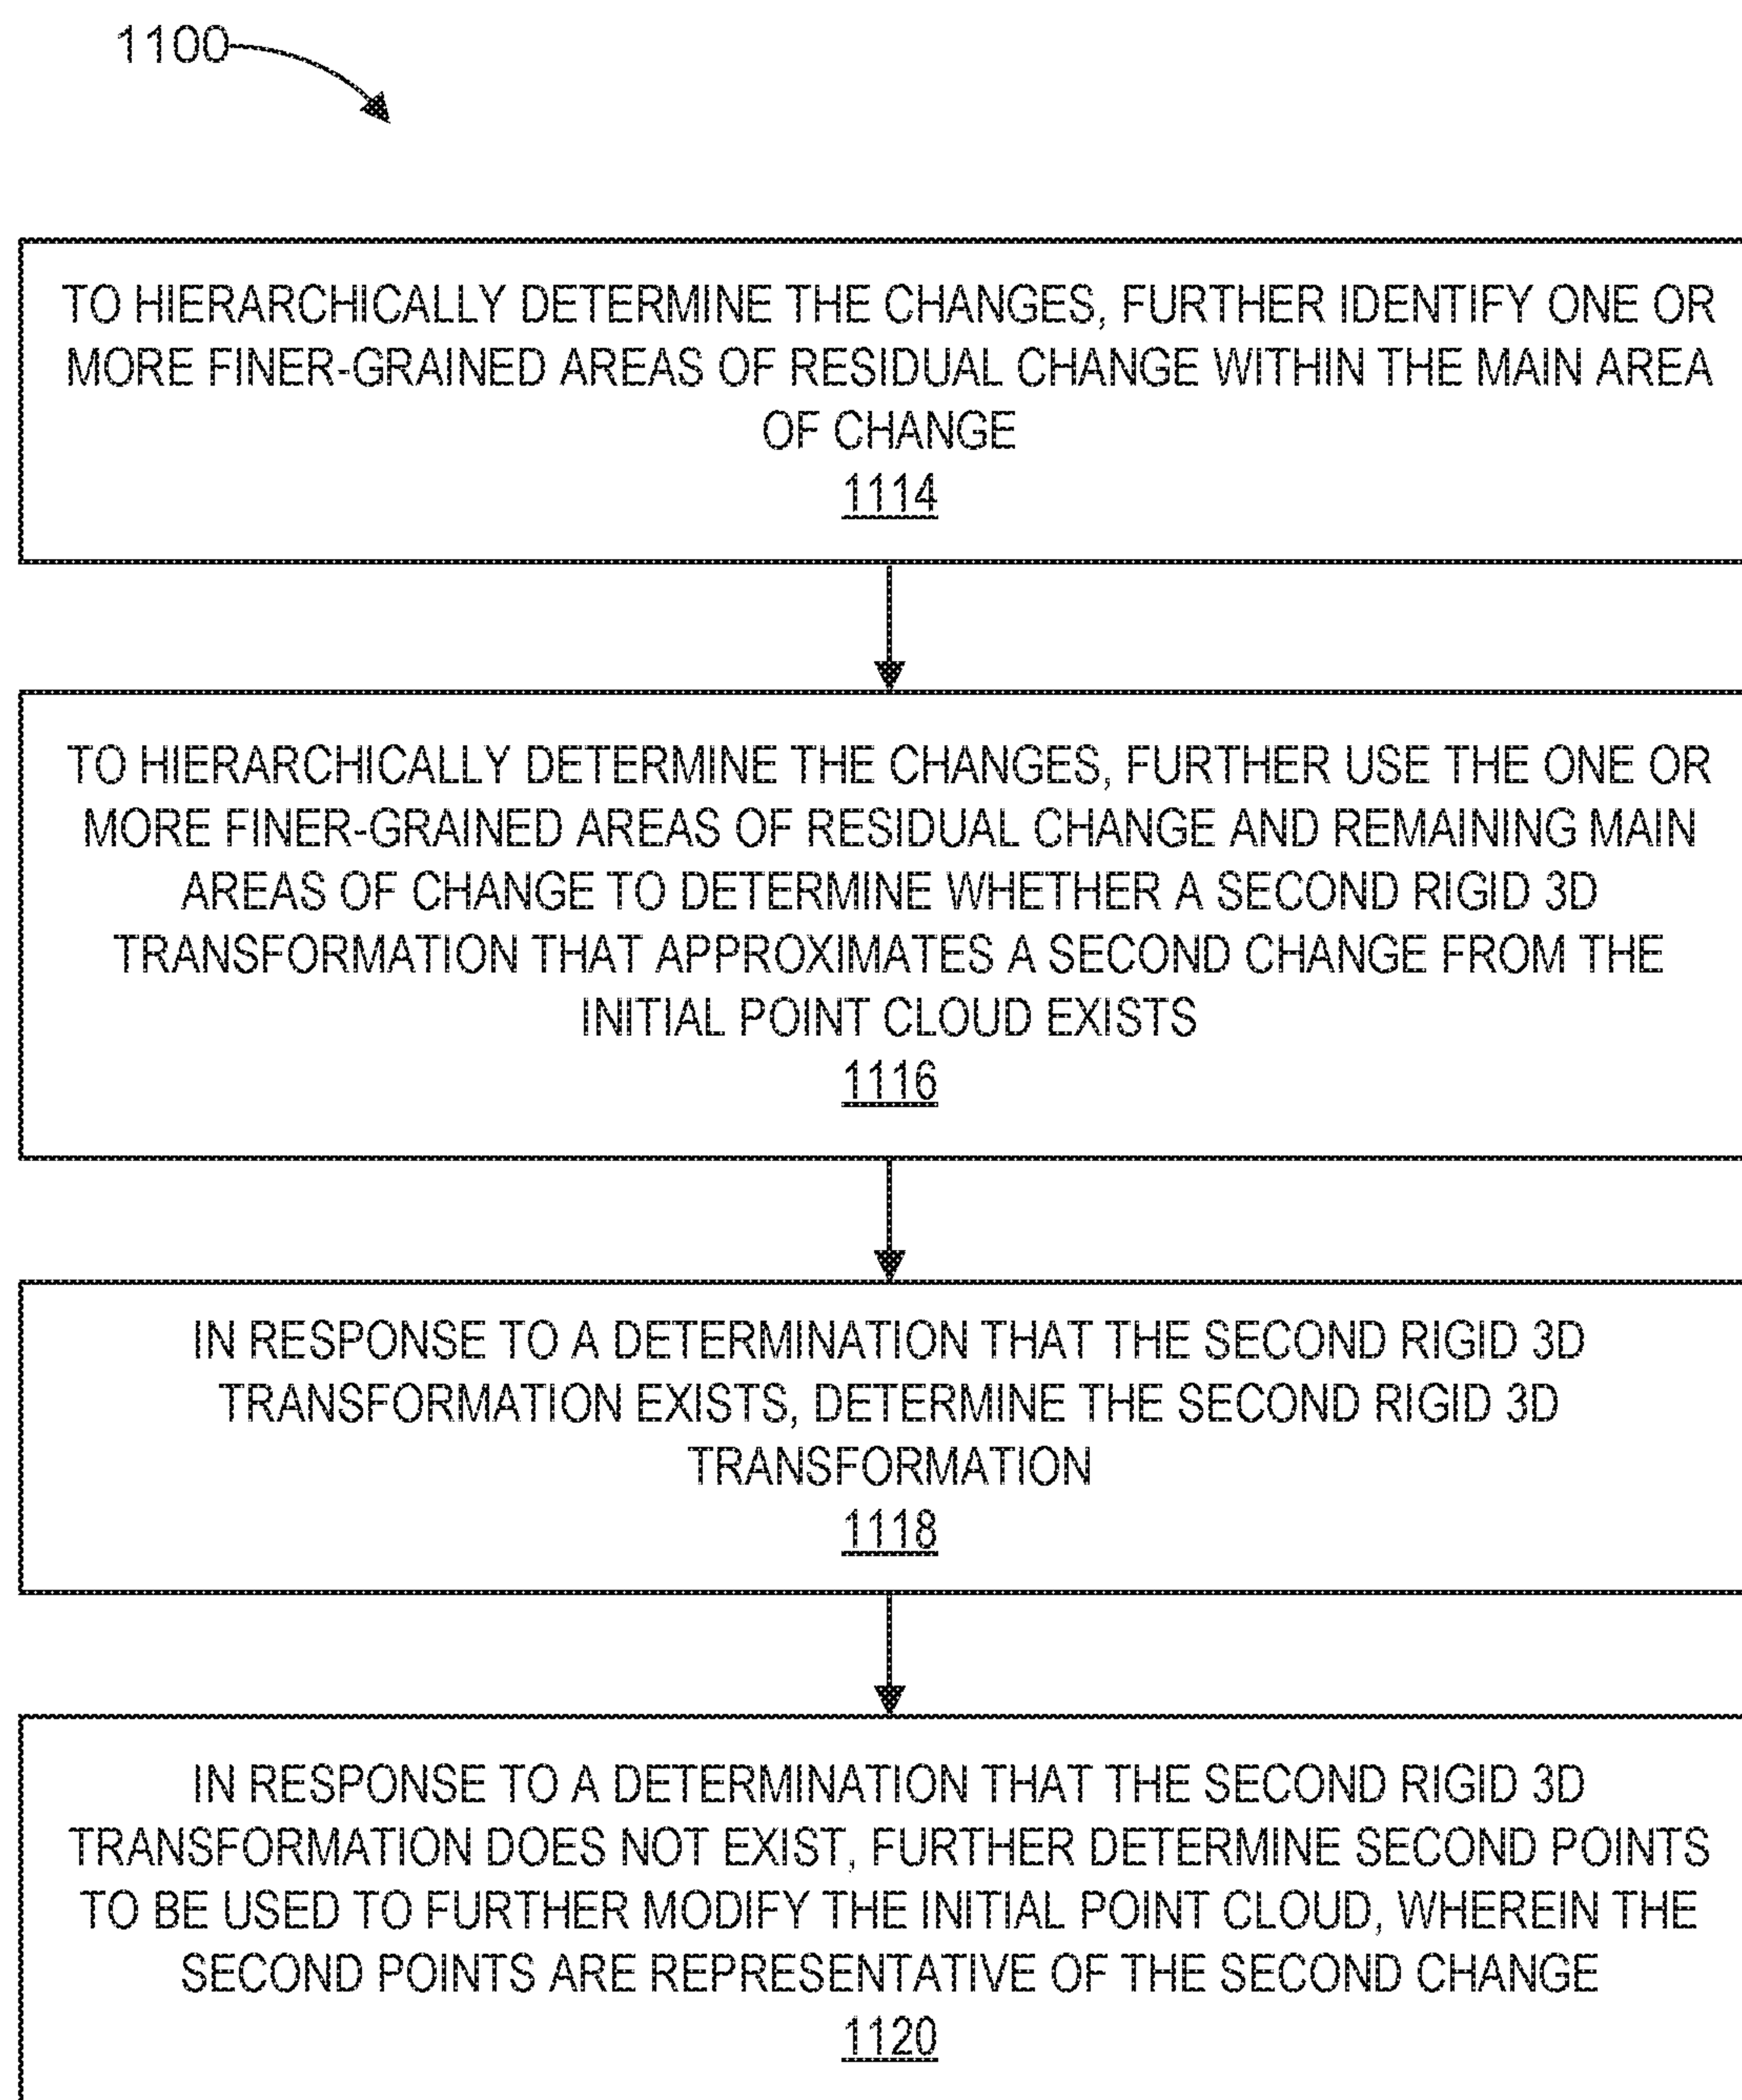 1100
TO HIERARCHICALLY DETERMINE THE CHANGES, FURTHER IDENTIFY ONE OR
MORE FINER-GRAINED AREAS OF RESIDUAL CHANGE WITHIN THE MAIN AREA
OF CHANGE
1114
TO HIERARCHICALLY DETERMINE THE CHANGES, FURTHER USE THE ONE OR
MORE FINER-GRAINED AREAS OF RESIDUAL CHANGE AND REMAINING MAIN
AREAS OF CHANGE TO DETERMINE WHETHER A SECOND RIGID 3D
TRANSFORMATION THAT APPROXIMATES A SECOND CHANGE FROM THE
INITIAL POINT CLOUD EXISTS
1116
IN RESPONSE TO A DETERMINATION THAT THE SECOND RIGID 3D
TRANSFORMATION EXISTS, DETERMINE THE SECOND RIGID 3D
TRANSFORMATION
1118
IN RESPONSE TO A DETERMINATION THAT THE SECOND RIGID 3D
TRANSFORMATION DOES NOT EXIST, FURTHER DETERMINE SECOND POINTS
TO BE USED TO FURTHER MODIFY THE INITIAL POINT CLOUD, WHEREIN THE
SECOND POINTS ARE REPRESENTATIVE OF THE SECOND CHANGE
1120